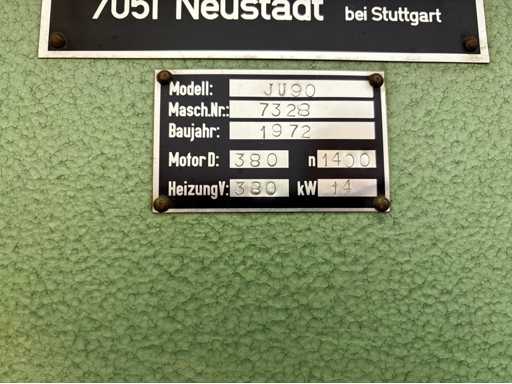 7051 Neustadt bei Stuttgart
Modell: JU90
Masch.Nr.: 7328
Baujahr: 1972
Motor D: 380 n 1400
Heizung V: 380 kW 14